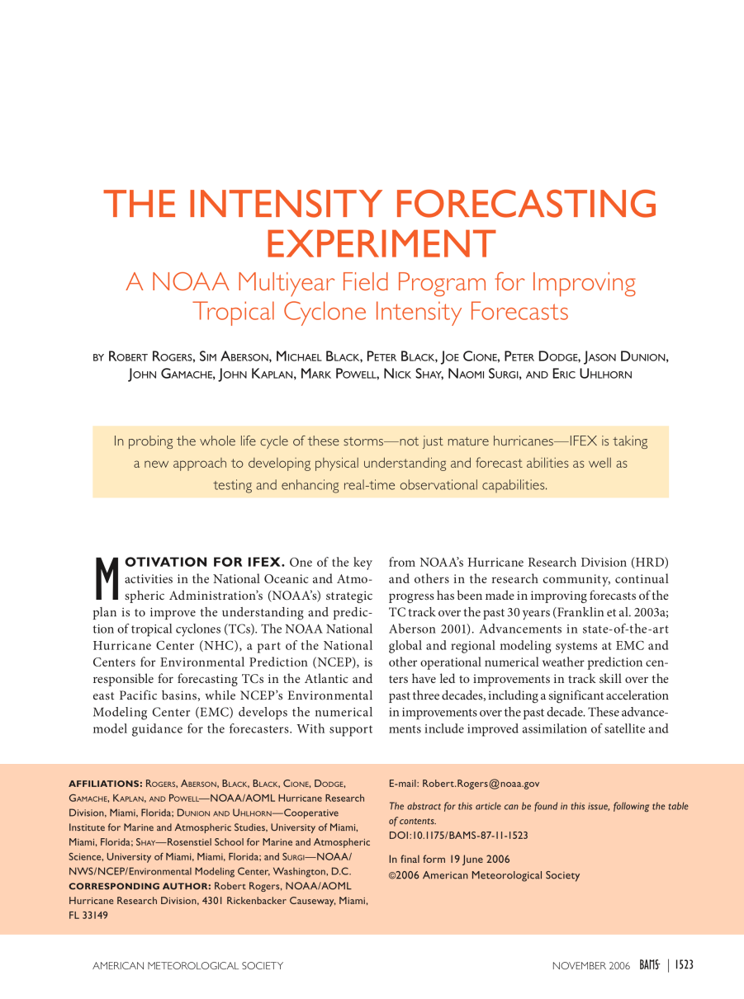 THE INTENSITY FORECASTING
EXPERIMENT
A NOAA Multiyear Field Program for Improving
Tropical Cyclone Intensity Forecasts
BY ROBERT ROGERS, SIM ABERSON, MICHAEL BLACK, PETER BLACK, JOE CIONE, PETER DODGE, JASON DUNION,
JOHN GAMACHE, JOHN KAPLAN, MARK POWELL, NICK SHAY, NAOMI SURGI, AND ERIC UHLHORN
In probing the whole life cycle of these storms—not just mature hurricanes—IFEX is taking
a new approach to developing physical understanding and forecast abilities as well as
testing and enhancing real-time observational capabilities.
MOTIVATION FOR IFEX. One of the key
activities in the National Oceanic and Atmo-
spheric Administration's (NOAA's) strategic
plan is to improve the understanding and predic-
tion of tropical cyclones (TCs). The NOAA National
Hurricane Center (NHC), a part of the National
Centers for Environmental Prediction (NCEP), is
responsible for forecasting TCs in the Atlantic and
east Pacific basins, while NCEP's Environmental
Modeling Center (EMC) develops the numerical
model guidance for the forecasters. With support
from NOAA's Hurricane Research Division (HRD)
and others in the research community, continual
progress has been made in improving forecasts of the
TC track over the past 30 years (Franklin et al. 2003a;
Aberson 2001). Advancements in state-of-the-art
global and regional modeling systems at EMC and
other operational numerical weather prediction cen-
ters have led to improvements in track skill over the
past three decades, including a significant acceleration
in improvements over the past decade. These advance-
ments include improved assimilation of satellite and
AFFILIATIONS: ROGERS, ABERSON, BLACK, BLACK, CIONE, DODGE,
GAMACHE, KAPLAN, AND POWELL—NOAA/AOML Hurricane Research
Division, Miami, Florida; DUNION AND UHLHORN—Cooperative
Institute for Marine and Atmospheric Studies, University of Miami,
Miami, Florida; SHAY—Rosenstiel School for Marine and Atmospheric
Science, University of Miami, Miami, Florida; and SURGI—NOAA/
NWS/NCEP/Environmental Modeling Center, Washington, D.C.
CORRESPONDING AUTHOR: Robert Rogers, NOAA/AOML
Hurricane Research Division, 4301 Rickenbacker Causeway, Miami,
FL 33149
E-mail: Robert.Rogers@noaa.gov
The abstract for this article can be found in this issue, following the table
of contents.
DOI:10.1175/BAMS-87-11-1523
In final form 19 June 2006
©2006 American Meteorological Society
AMERICAN METEOROLOGICAL SOCIETY
NOVEMBER 2006 BAMS | 1523